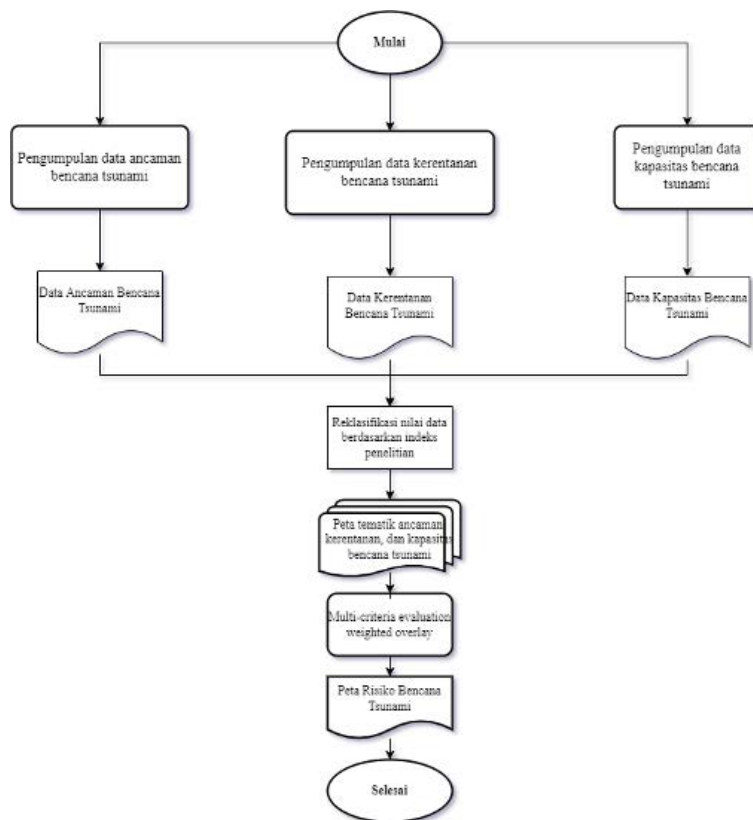 Mulai
Pengumpulan data ancaman
bencana tsunami
Pengumpulan data kerentanan
bencana tsunami
Pengumpulan data
kapasitas bencana
tsunami
Data Ancaman Bencana
Tsunami
Data Kerentanan
Bencana Tsunami
Data Kapasitas Bencana
Tsunami
Reklasifikasi nilai data
berdasarkan indeks
penelitian
Peta tematik ancaman
kerentanan, dan kapasitas
bencana tsunami
Multi-criteria evaluation
weighted overlay
Peta Risiko Bencana
Tsunami
Selesai